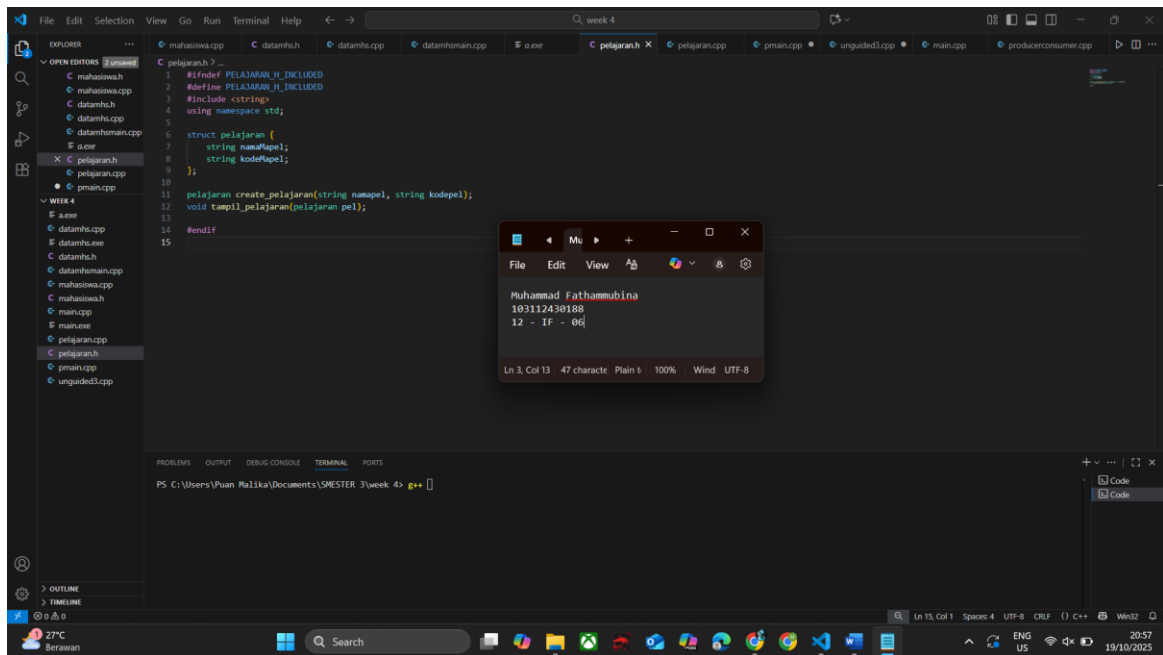 File Edit Selection View Go Run Terminal Help
week 4
EXPLORER
OPEN EDITORS 2 unsaved
mahasiswa.h
mahasiswa.cpp
datamhs.h
datamhs.cpp
datamhsmain.cpp
a.exe
pelajaran.h
pelajaran.cpp
pmain.cpp
WEEK 4
a.exe
datamhs.cpp
datamhs.exe
datamhs.h
datamhsmain.cpp
mahasiswa.cpp
mahasiswa.h
main.cpp
main.exe
pelajaran.cpp
pelajaran.h
pmain.cpp
unguided3.cpp
OUTLINE
TIMELINE
mahasiswa.cpp datamhs.h datamhs.cpp datamhsmain.cpp a.exe pelajaran.h pelajaran.cpp pmain.cpp unguided3.cpp main.cpp producerconsumer.cpp
C pelajaran.h > ...
1 #ifndef PELAJARAN_H_INCLUDED
2 #define PELAJARAN_H_INCLUDED
3 #include <string>
4 using namespace std;
5
6 struct pelajaran {
7 string namaMapel;
8 string kodeMapel;
9 };
10
11 pelajaran create_pelajaran(string namapel, string kodepel);
12 void tampil_pelajaran(pelajaran pel);
13
14 #endif
15
Mu
File Edit View
Muhammad Fathammubina
103112430188
12 - IF - 06
Ln 3, Col 13 47 characte Plain t 100% Wind UTF-8
PROBLEMS OUTPUT DEBUG CONSOLE TERMINAL PORTS
PS C:\Users\Puan Malika\Documents\SMESTER 3\week 4> g++
Code
Code
0 0
Ln 15, Col 1 Spaces: 4 UTF-8 CRLF {} C++ Win32
1
27°C
Berawan
Search
ENG
US
20:57
19/10/2025